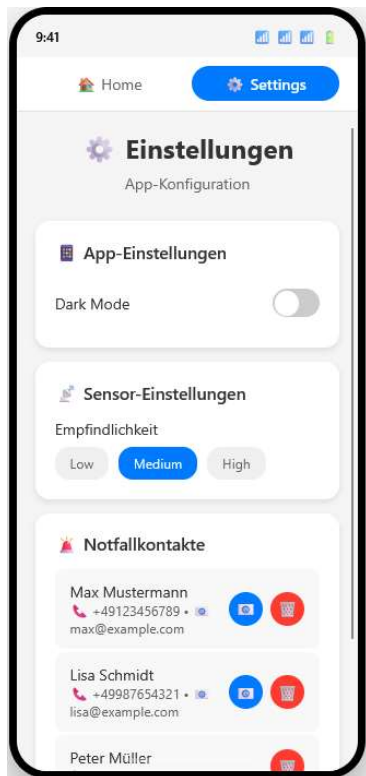 9:41
Home
Settings
Einstellungen
App-Konfiguration
App-Einstellungen
Dark Mode
Sensor-Einstellungen
Empfindlichkeit
Low Medium High
Notfallkontakte
Max Mustermann
+49123456789 •
max@example.com
Lisa Schmidt
+49987654321 •
lisa@example.com
Peter Müller